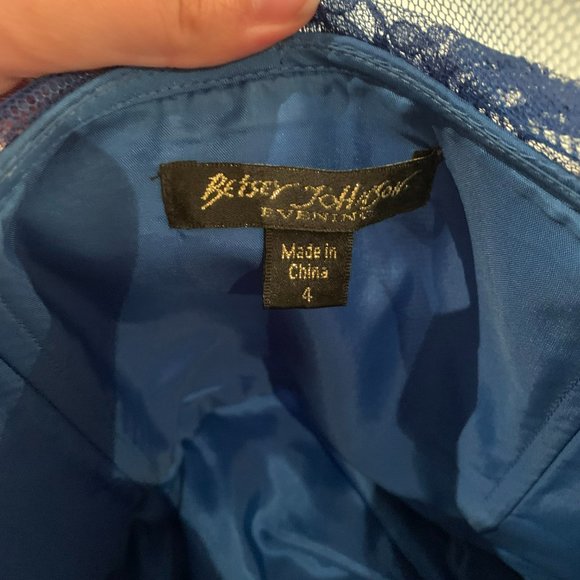 Betsey Johnson
EVENING
Made in
China
4